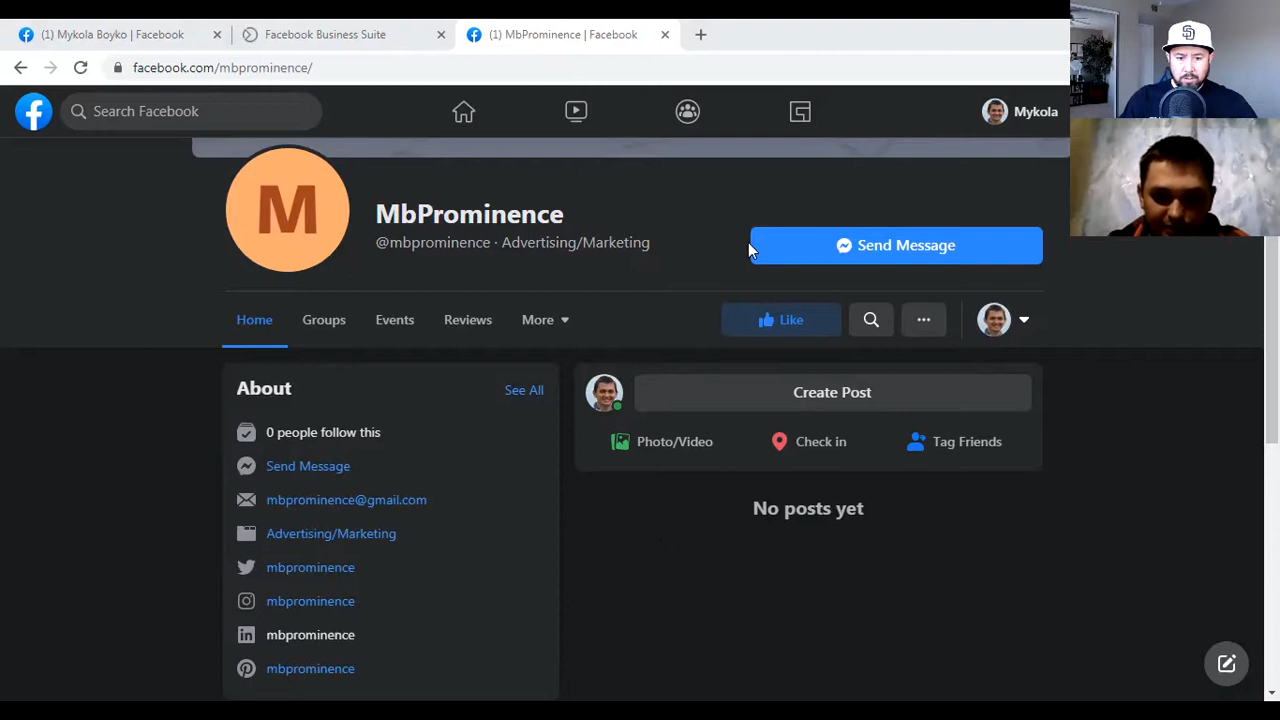 (1) Mykola Boyko | Facebook
Facebook Business Suite
(1) MbProminence | Facebook
facebook.com/mbprominence/
Search Facebook
Mykola
M
MbProminence
@mbprominence · Advertising/Marketing
Send Message
Home
Groups
Events
Reviews
More
Like
About
See All
0 people follow this
Send Message
mbprominence@gmail.com
Advertising/Marketing
mbprominence
mbprominence
mbprominence
mbprominence
Create Post
Photo/Video
Check in
Tag Friends
No posts yet
SD